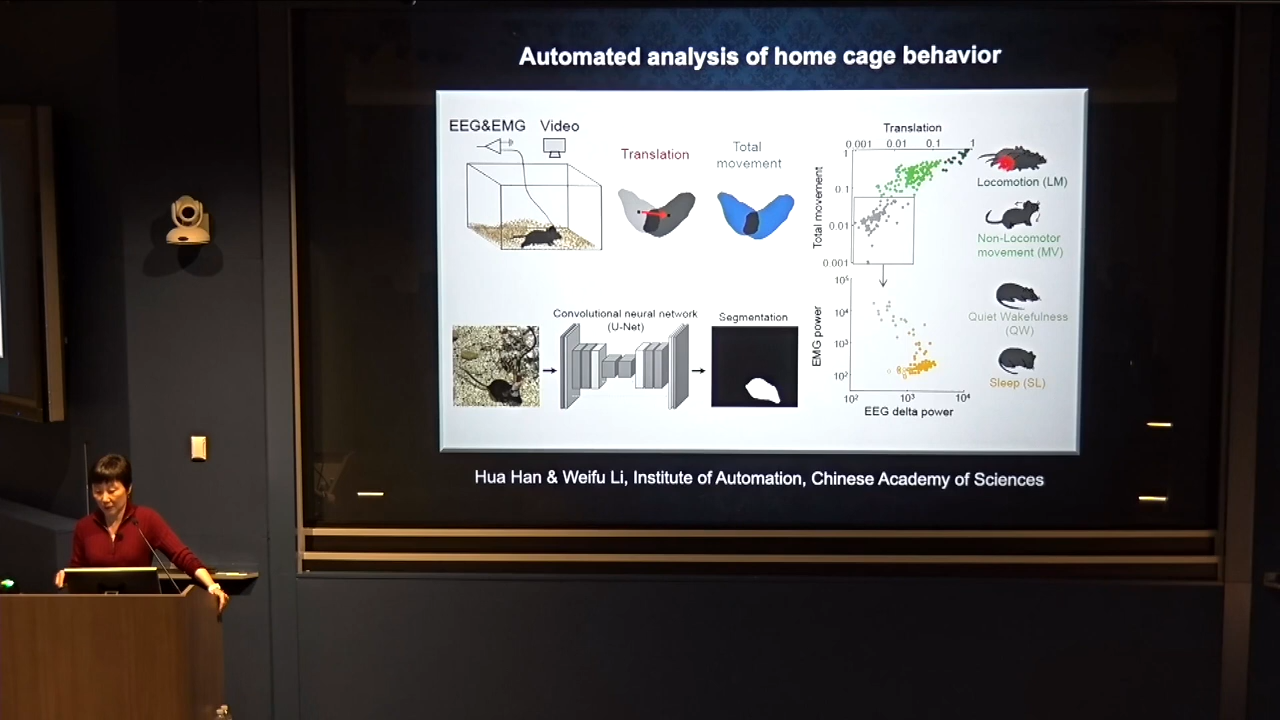 Automated analysis of home cage behavior
EEG&EMG Video
Translation
Total
movement
Convolutional neural network
(U-Net)
Segmentation
Translation
0.001 0.01 0.1 1
Total movement
1
0.1
0.01
0.001
EMG power
10⁵
10⁴
10³
10²
10² 10³ 10⁴
EEG delta power
Locomotion (LM)
Non-Locomotor
movement (MV)
Quiet Wakefulness
(QW)
Sleep (SL)
Hua Han & Weifu Li, Institute of Automation, Chinese Academy of Sciences